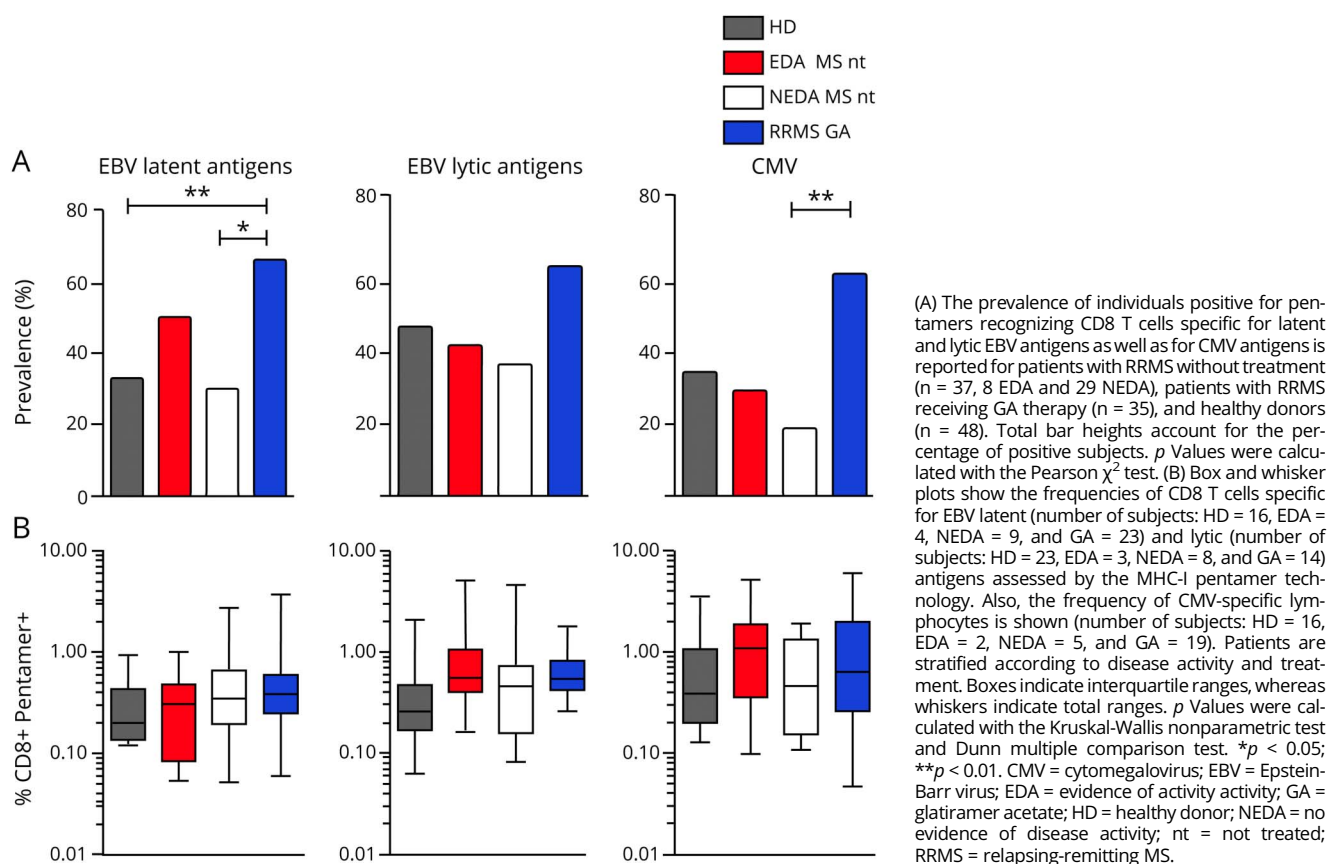 HD
EDA MS nt
NEDA MS nt
RRMS GA
A
EBV latent antigens
EBV lytic antigens
CMV
**
*
**
Prevalence (%)
80
60
40
20
0
80
60
40
20
80
60
40
20
B
% CD8+ Pentamer+
10.00
1.00
0.10
0.01
10.00
1.00
0.10
0.01
10.00
1.00
0.10
0.01
(A) The prevalence of individuals positive for pen-
tamers recognizing CD8 T cells specific for latent
and lytic EBV antigens as well as for CMV antigens is
reported for patients with RRMS without treatment
(n = 37, 8 EDA and 29 NEDA), patients with RRMS
receiving GA therapy (n = 35), and healthy donors
(n = 48). Total bar heights account for the per-
centage of positive subjects. p Values were calcu-
lated with the Pearson χ² test. (B) Box and whisker
plots show the frequencies of CD8 T cells specific
for EBV latent (number of subjects: HD = 16, EDA =
4, NEDA = 9, and GA = 23) and lytic (number of
subjects: HD = 23, EDA = 3, NEDA = 8, and GA = 14)
antigens assessed by the MHC-I pentamer tech-
nology. Also, the frequency of CMV-specific lym-
phocytes is shown (number of subjects: HD = 16,
EDA = 2, NEDA = 5, and GA = 19). Patients are
stratified according to disease activity and treat-
ment. Boxes indicate interquartile ranges, whereas
whiskers indicate total ranges. p Values were cal-
culated with the Kruskal-Wallis nonparametric test
and Dunn multiple comparison test. *p < 0.05;
**p < 0.01. CMV = cytomegalovirus; EBV = Epstein-
Barr virus; EDA = evidence of activity activity; GA =
glatiramer acetate; HD = healthy donor; NEDA = no
evidence of disease activity; nt = not treated;
RRMS = relapsing-remitting MS.